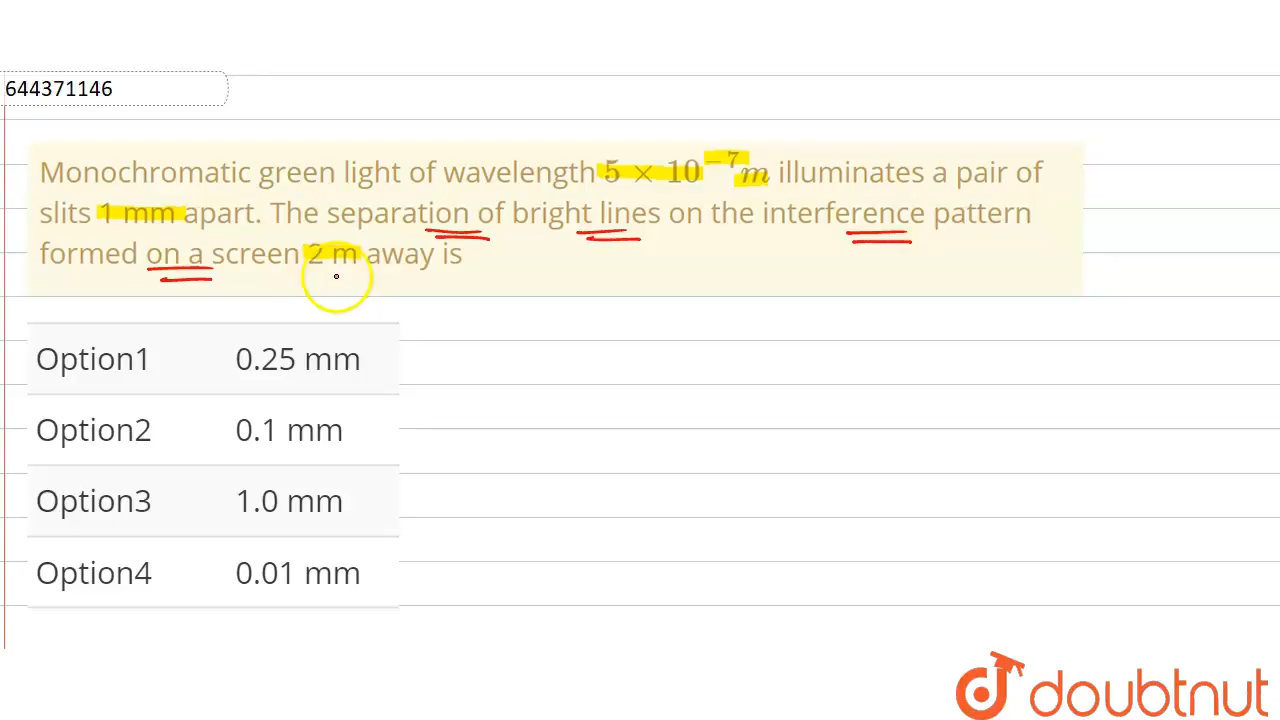 644371146
Monochromatic green light of wavelength 5 × 10⁻⁷m illuminates a pair of
slits 1 mm apart. The separation of bright lines on the interference pattern
formed on a screen 2 m away is
Option1 0.25 mm
Option2 0.1 mm
Option3 1.0 mm
Option4 0.01 mm
doubtnut